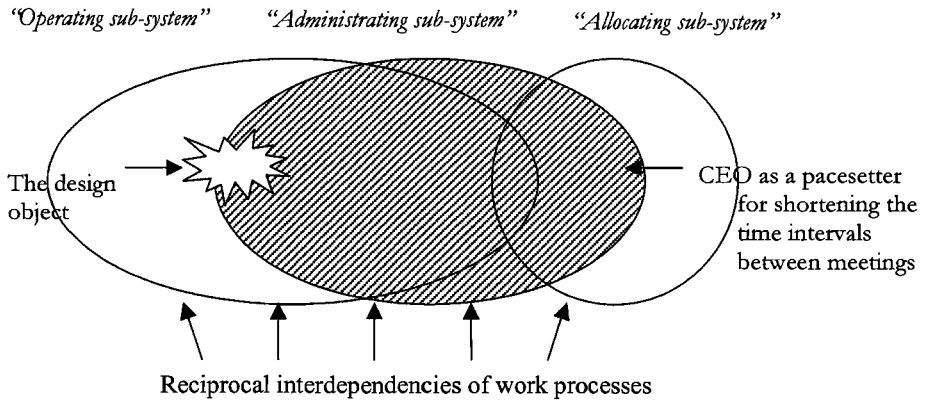 “Operating sub-system” “Administrating sub-system” “Allocating sub-system”
The design
object
CEO as a pacesetter
for shortening the
time intervals
between meetings
Reciprocal interdependencies of work processes